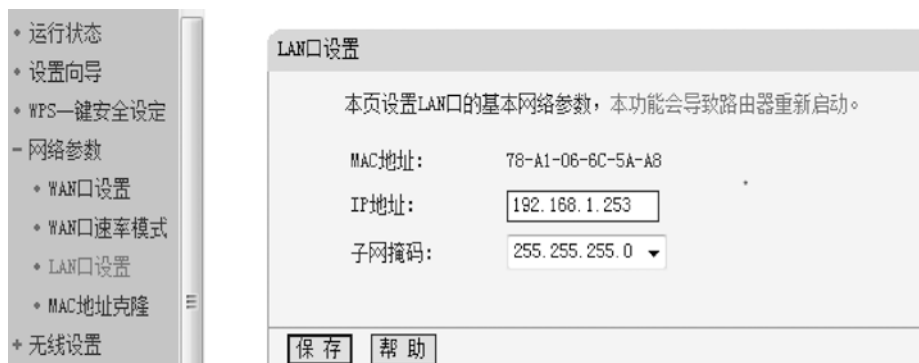 运行状态
设置向导
WPS一键安全设定
网络参数
WAN口设置
WAN口速率模式
LAN口设置
MAC地址克隆
无线设置
LAN口设置
本页设置LAN口的基本网络参数，本功能会导致路由器重新启动。
MAC地址： 78-A1-06-6C-5A-A8
IP地址： 192.168.1.253
子网掩码： 255.255.255.0
保存 帮助